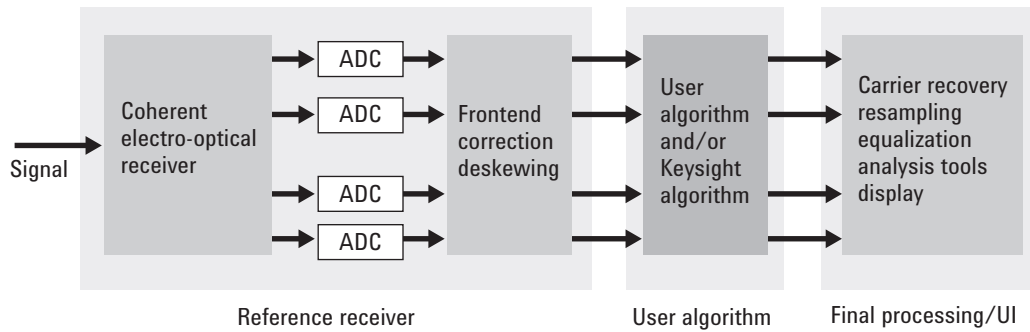 Signal
Coherent
electro-optical
receiver
ADC
ADC
ADC
ADC
Frontend
correction
deskewing
User
algorithm
and/or
Keysight
algorithm
Carrier recovery
resampling
equalization
analysis tools
display
Reference receiver
User algorithm
Final processing/UI